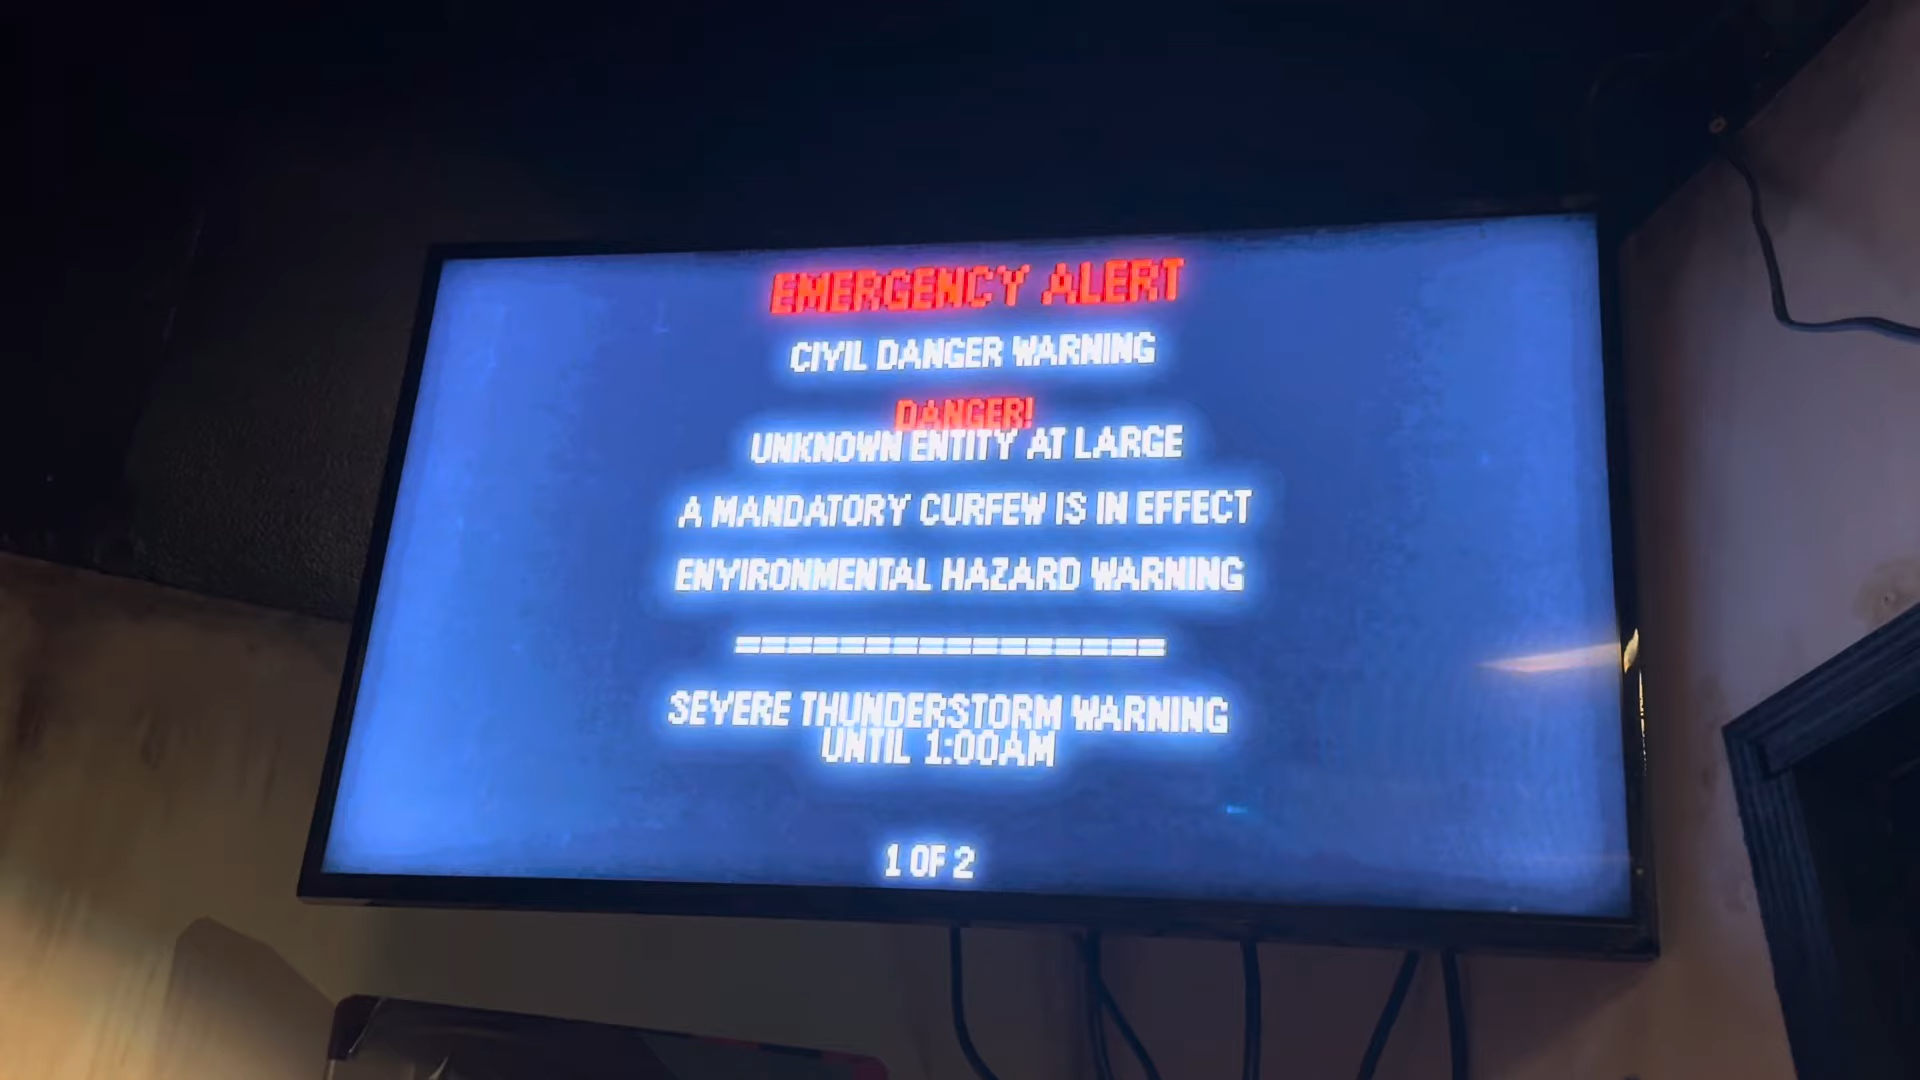 EMERGENCY ALERT
CIVIL DANGER WARNING
DANGER!
UNKNOWN ENTITY AT LARGE
A MANDATORY CURFEW IS IN EFFECT
ENVIRONMENTAL HAZARD WARNING
=================
SEVERE THUNDERSTORM WARNING
UNTIL 1:00AM
1 OF 2